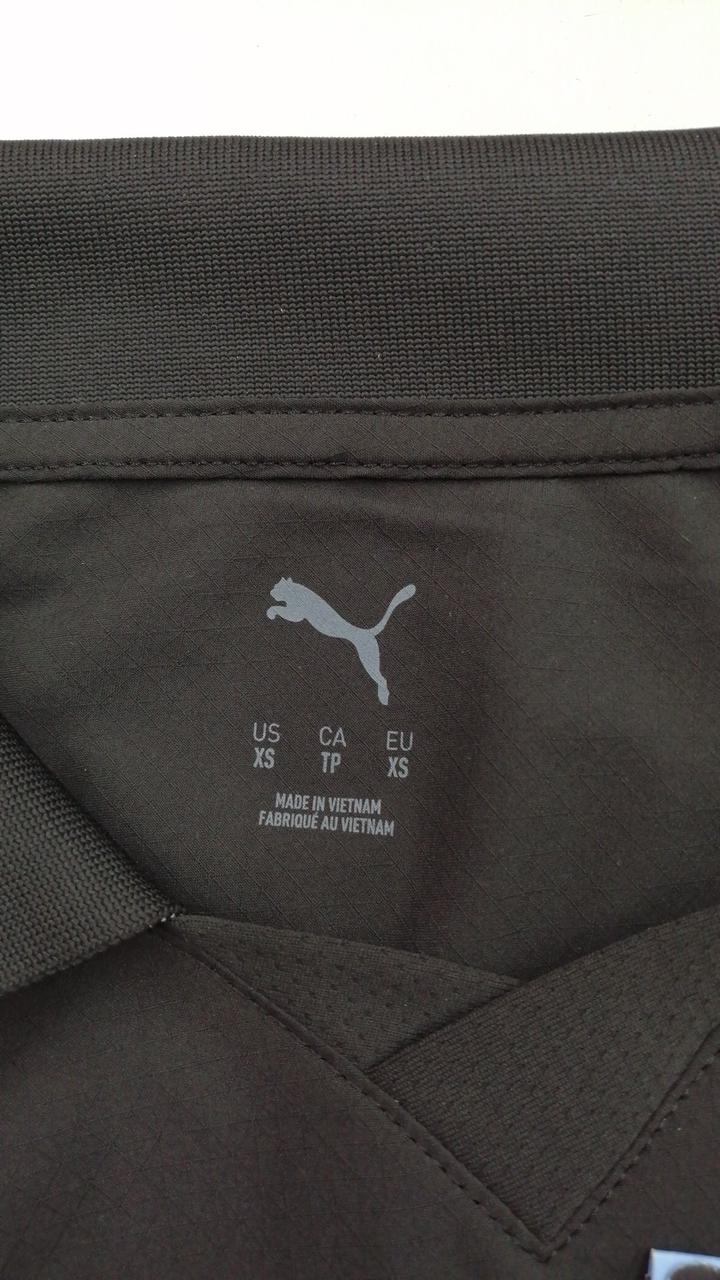 US CA EU
XS TP XS
MADE IN VIETNAM
FABRIQUÉ AU VIETNAM